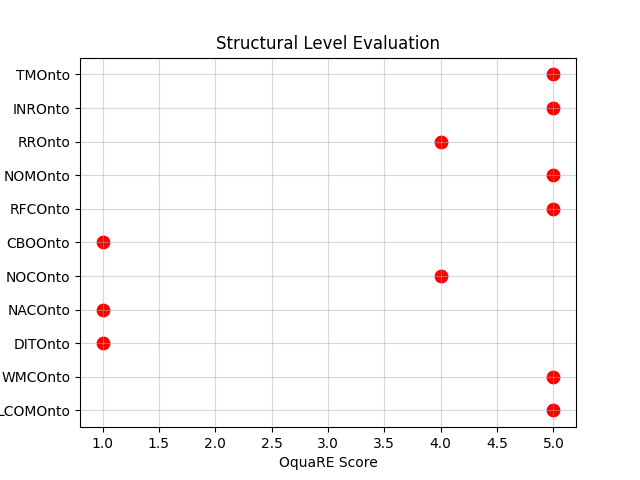 Structural Level Evaluation
TMOnto
INROnto
RROnto
NOMOnto
RFCOnto
CBOOnto
NOCOnto
NACOnto
DITOnto
WMCOnto
LCOMOnto
1.0 1.5 2.0 2.5 3.0 3.5 4.0 4.5 5.0
OquaRE Score